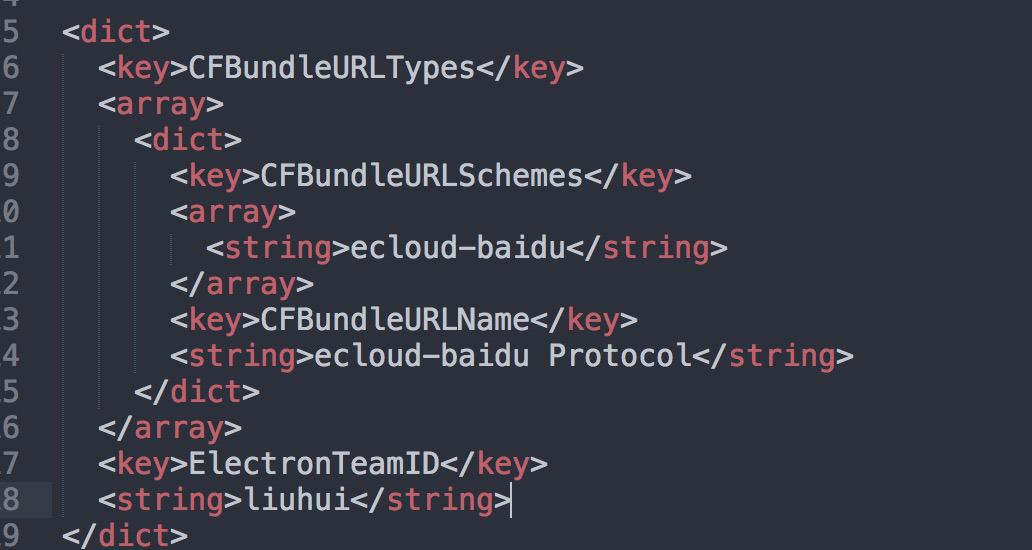 5 <dict>
6 <key>CFBundleURLTypes</key>
7 <array>
8 <dict>
9 <key>CFBundleURLSchemes</key>
0 <array>
1 <string>ecloud-baidu</string>
2 </array>
3 <key>CFBundleURLName</key>
4 <string>ecloud-baidu Protocol</string>
5 </dict>
6 </array>
7 <key>ElectronTeamID</key>
8 <string>liuhui</string>
9 </dict>